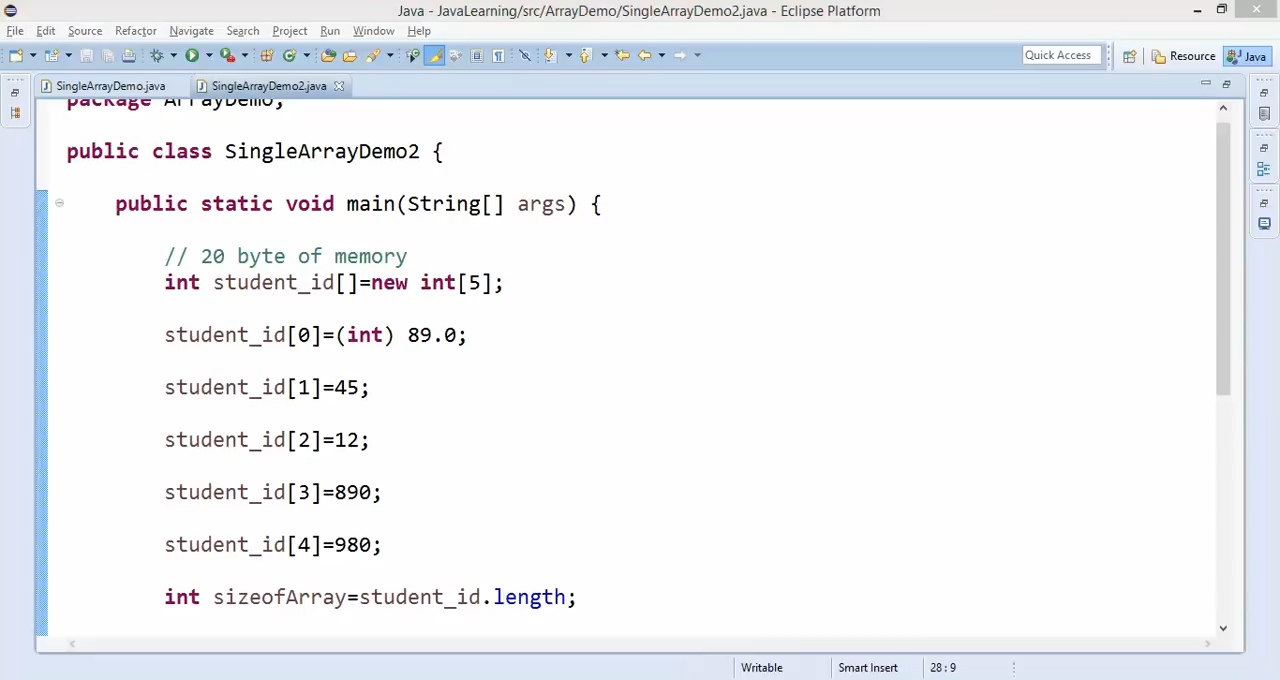 Java - JavaLearning/src/ArrayDemo/SingleArrayDemo2.java - Eclipse Platform
File Edit Source Refactor Navigate Search Project Run Window Help
Quick Access Resource Java
SingleArrayDemo.java SingleArrayDemo2.java
package ArrayDemo;
public class SingleArrayDemo2 {
public static void main(String[] args) {
// 20 byte of memory
int student_id[]=new int[5];
student_id[0]=(int) 89.0;
student_id[1]=45;
student_id[2]=12;
student_id[3]=890;
student_id[4]=980;
int sizeofArray=student_id.length;
Writable Smart Insert 28:9